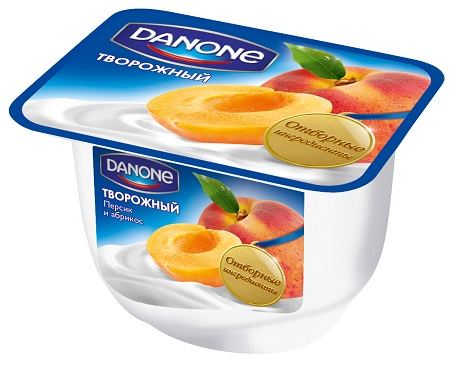 DANONE
ТВОРОЖНЫЙ
Отборные
ингредиенты
DANONE
ТВОРОЖНЫЙ
Персик
и абрикос
Отборные
ингредиенты